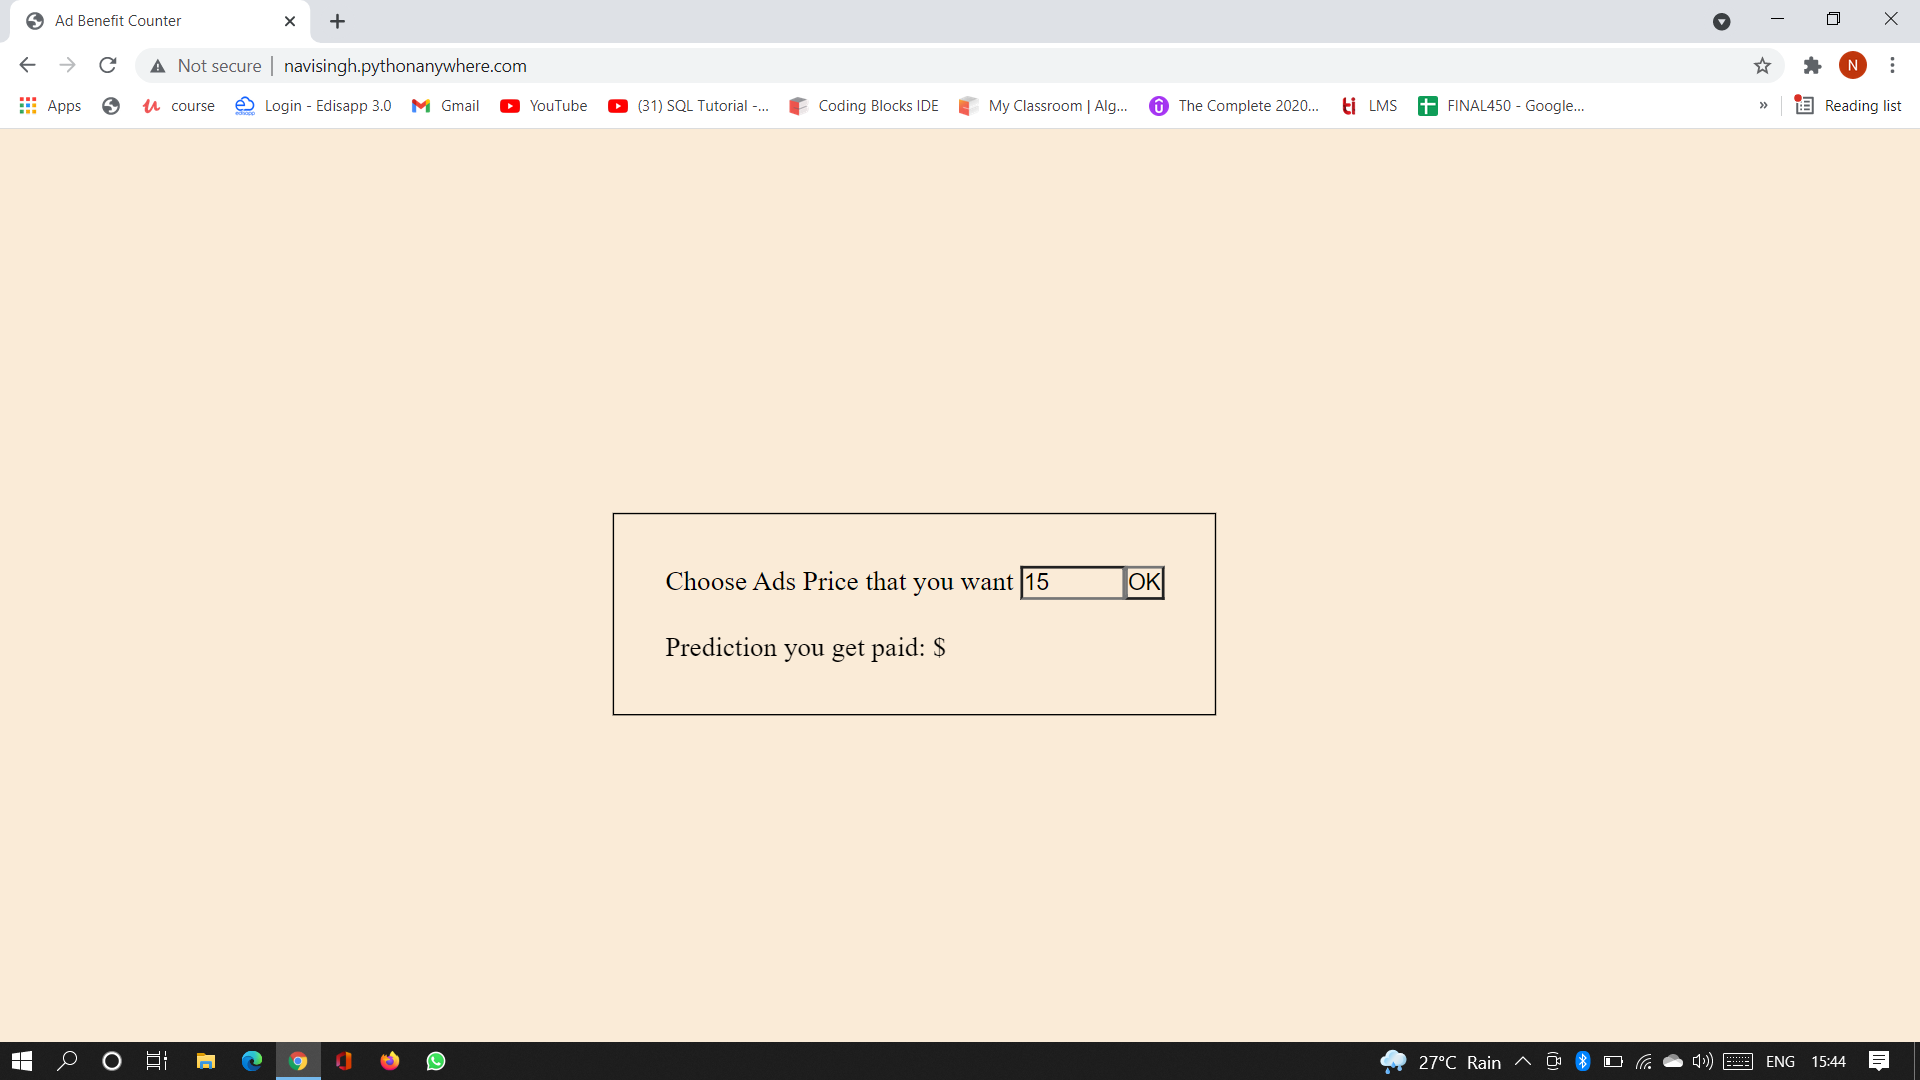 Ad Benefit Counter
Not secure navisingh.pythonanywhere.com N
Apps course Login - Edisapp 3.0 Gmail YouTube (31) SQL Tutorial -... Coding Blocks IDE My Classroom | Alg... The Complete 2020... LMS FINAL450 - Google... » Reading list
Choose Ads Price that you want 15 OK
Prediction you get paid: $
27°C Rain ENG 15:44